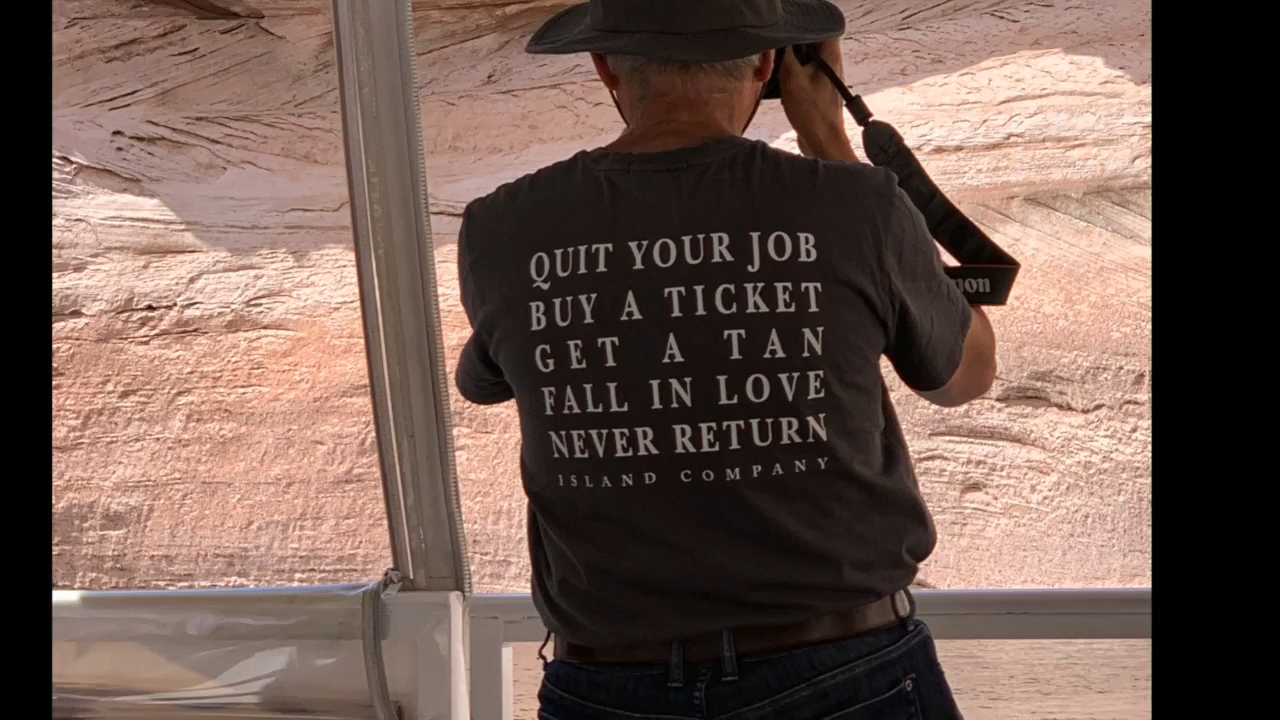 QUIT YOUR JOB
BUY A TICKET
GET A TAN
FALL IN LOVE
NEVER RETURN
ISLAND COMPANY